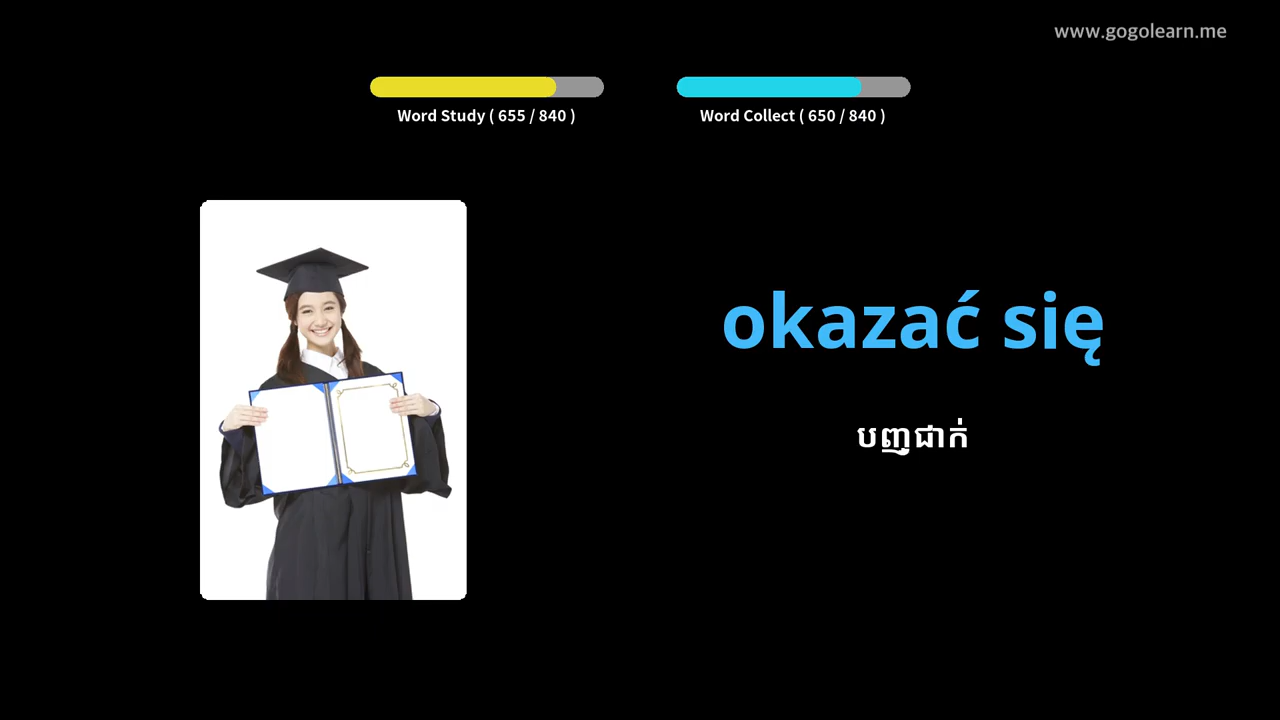 www.gogolearn.me
Word Study ( 655 / 840 )
Word Collect ( 650 / 840 )
okazać się
បញ្ជាក់